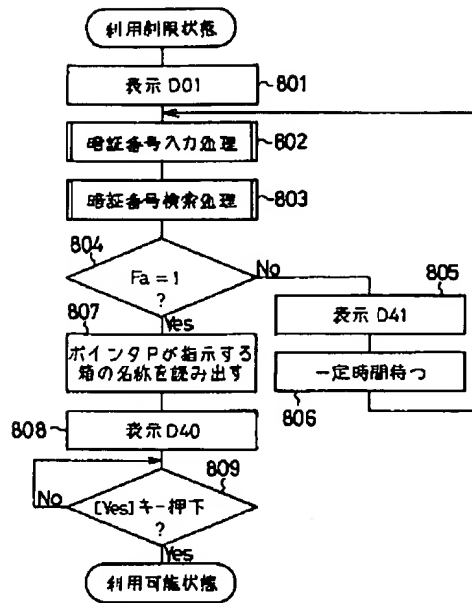 利用制限状態
表示 D01
801
暗証番号入力処理
802
暗証番号検索処理
803
804
Fa = 1
?
No
Yes
805
表示 D41
一定時間待つ
806
807
ポインタPが指示する
箱の名称を読み出す
808
表示 D40
809
[Yes]キー押下
?
No
Yes
利用可能状態